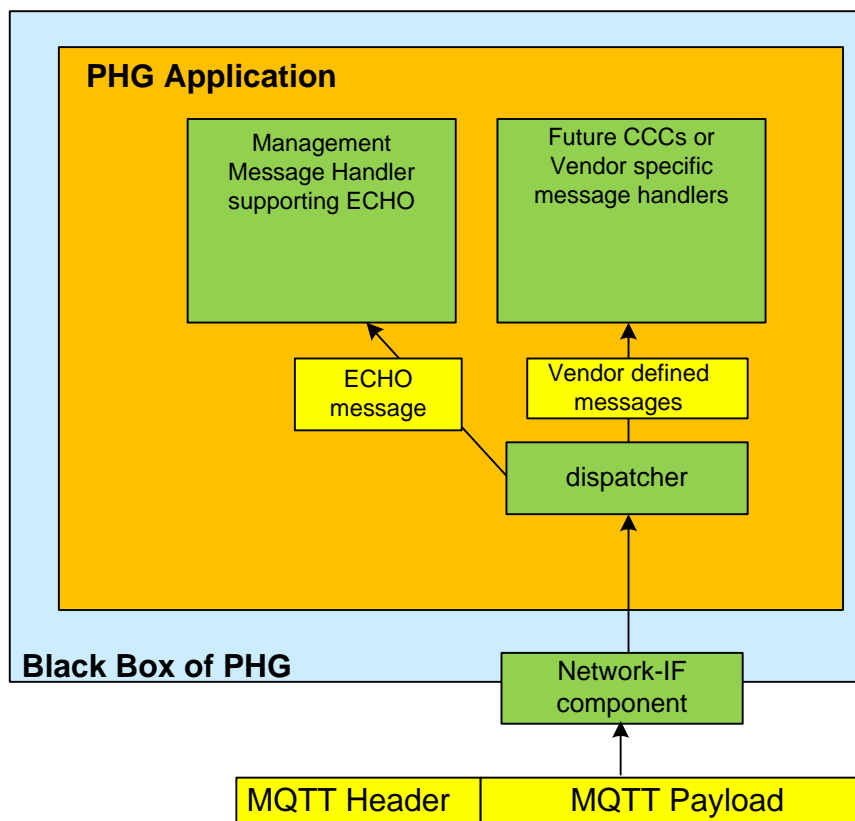 PHG Application
Management
Message Handler
supporting ECHO
Future CCCs or
Vendor specific
message handlers
ECHO
message
Vendor defined
messages
dispatcher
Black Box of PHG
Network-IF
component
MQTT Header
MQTT Payload